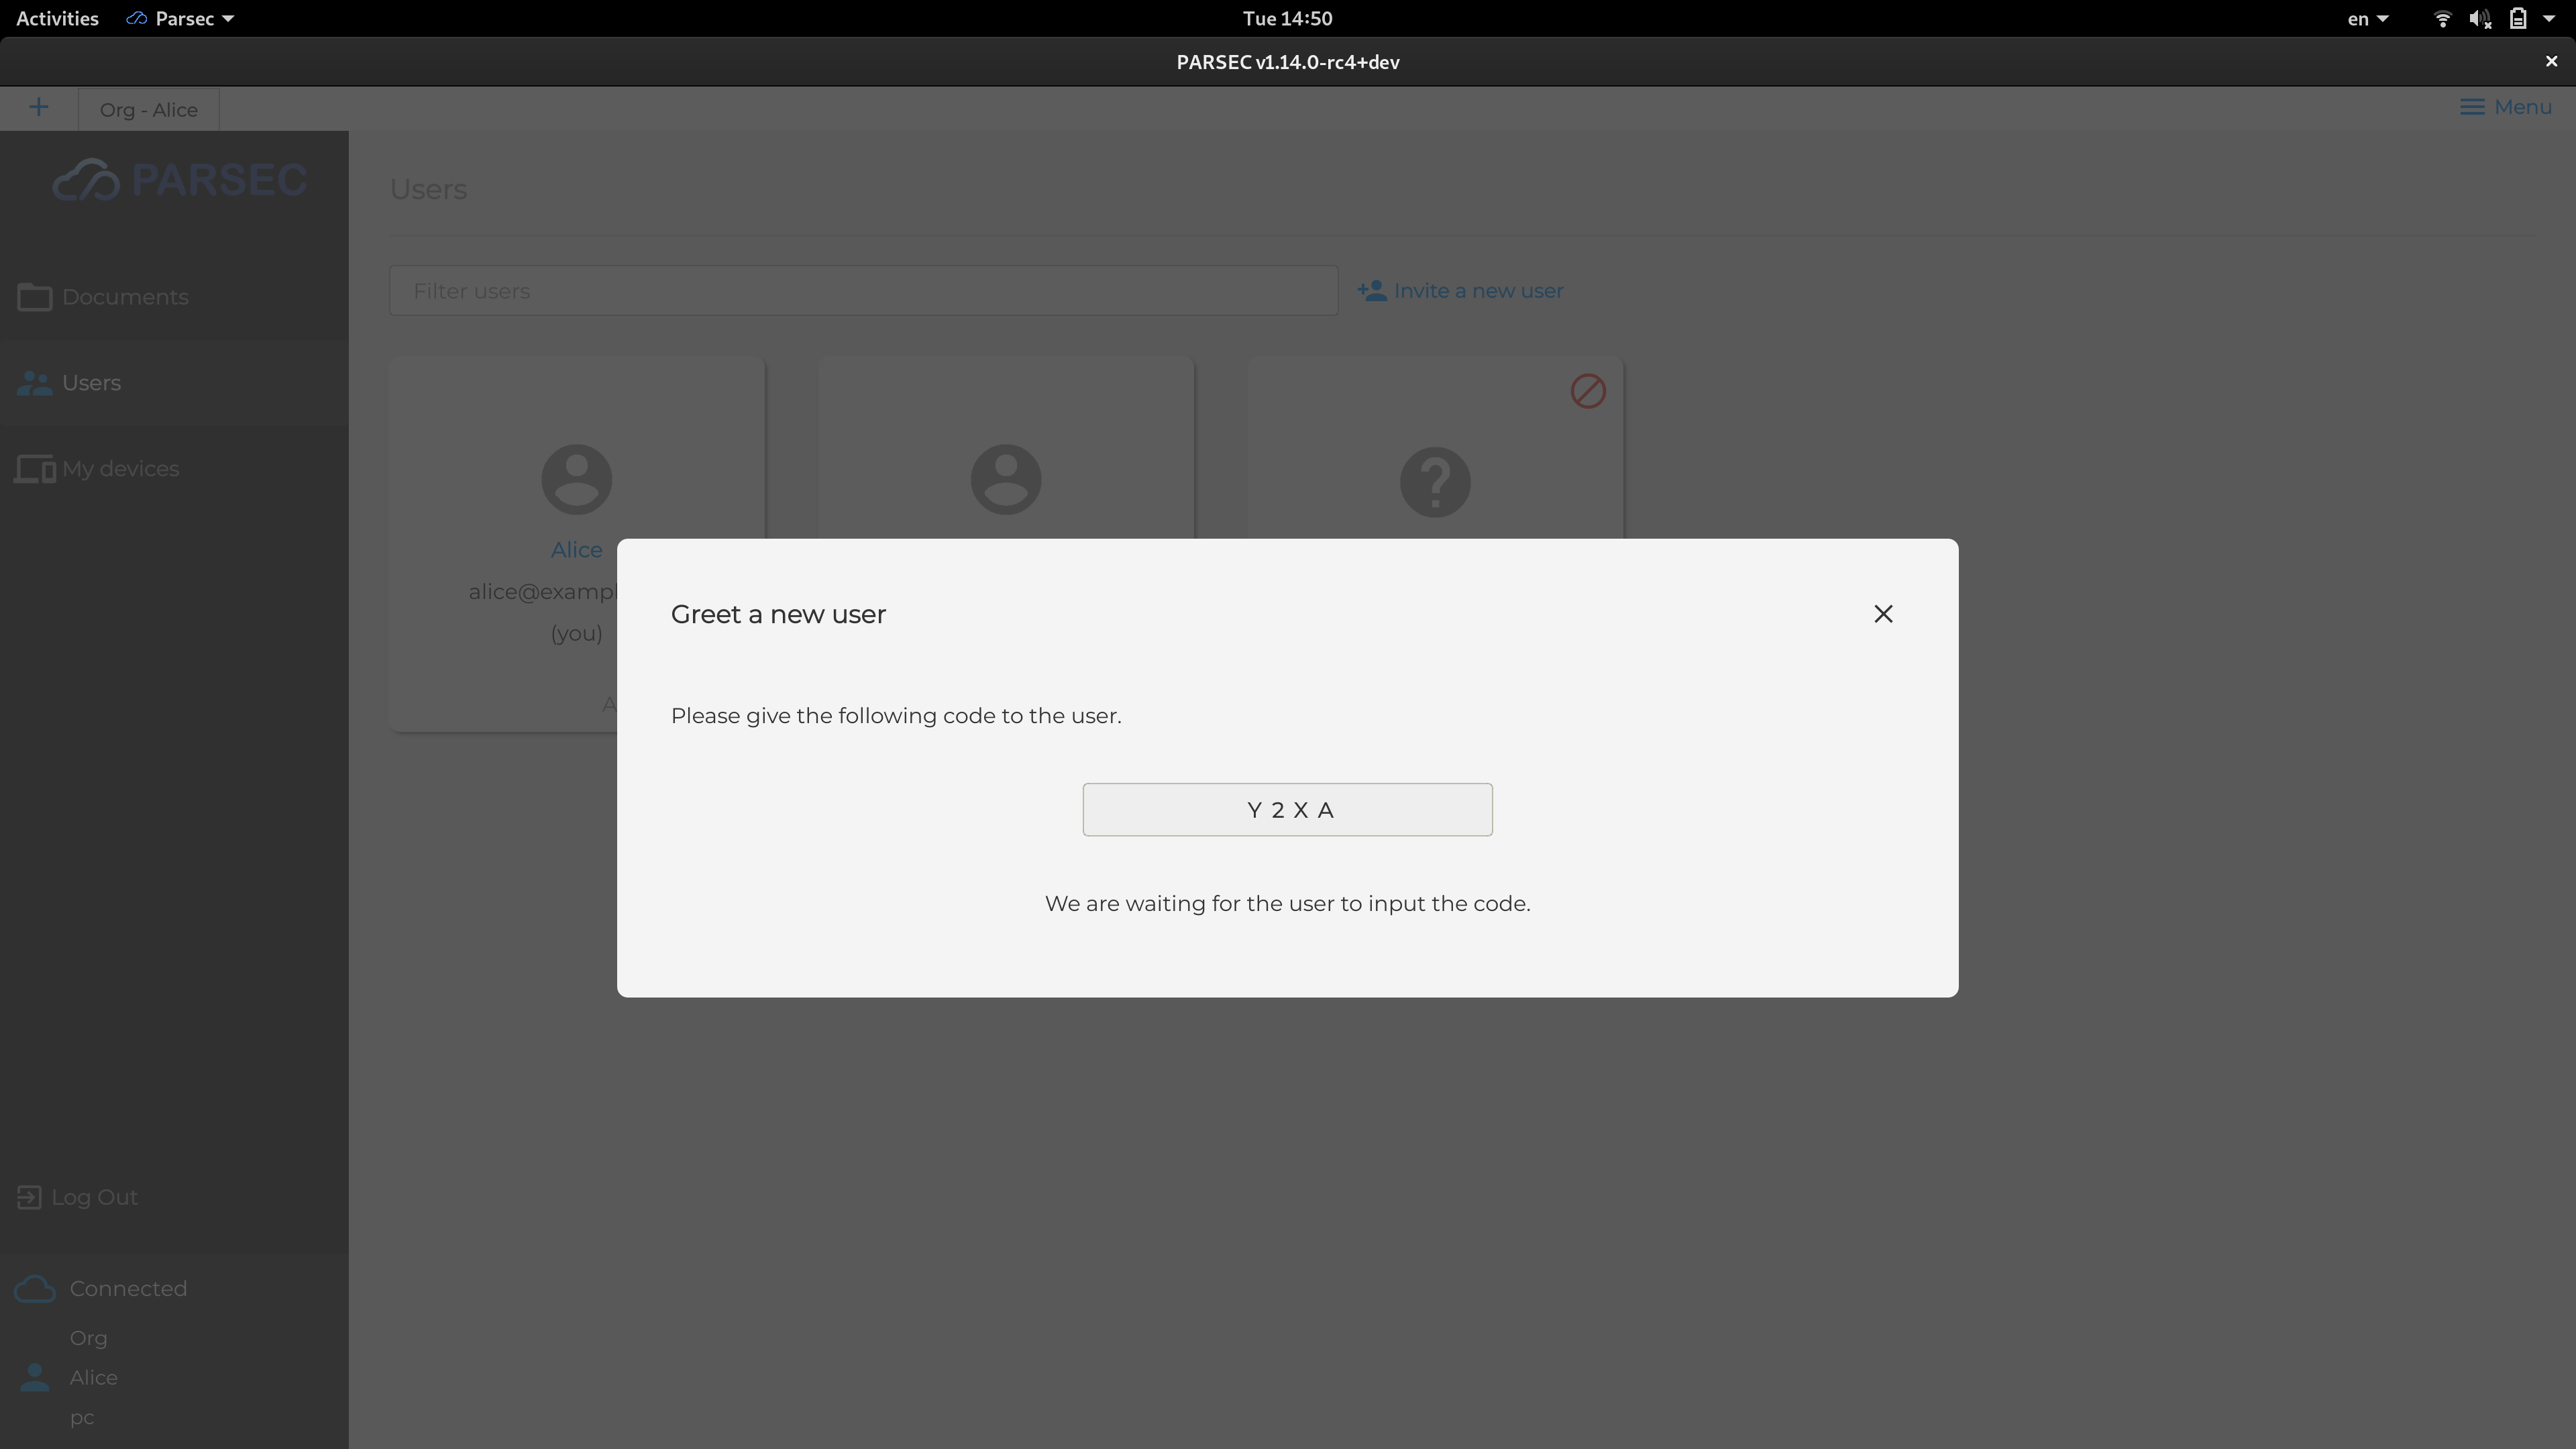 Activities Parsec Tue 14:50 en
PARSEC v1.14.0-rc4+dev
+ Org - Alice Menu
PARSEC
Users
Documents
Filter users Invite a new user
Users
My devices
Alice
alice@exampl
(you)
A
Greet a new user
Please give the following code to the user.
Y 2 X A
We are waiting for the user to input the code.
Log Out
Connected
Org
Alice
pc